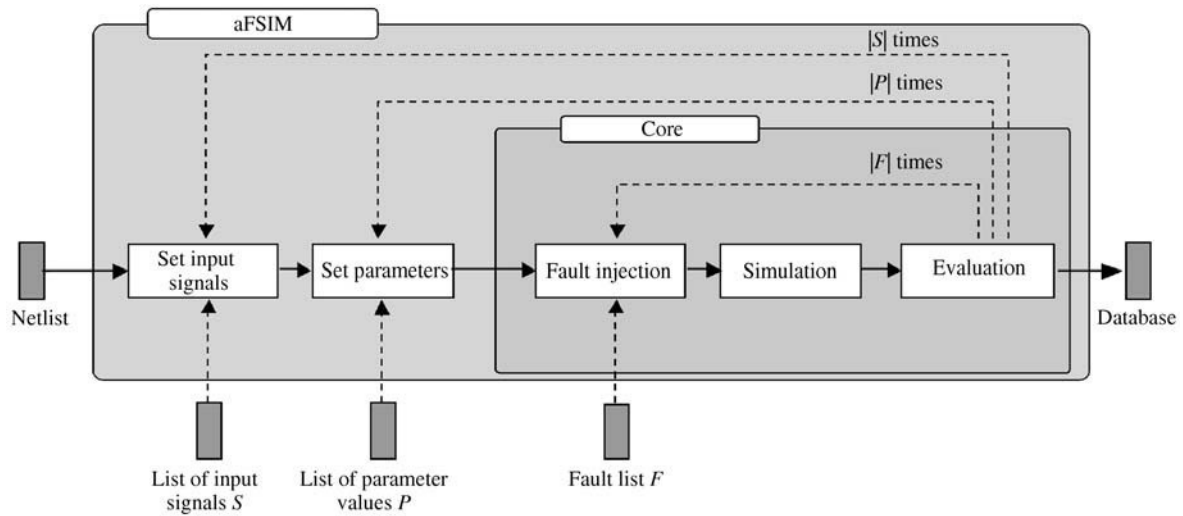 aFSIM
|S| times
|P| times
Core
|F| times
Set input
signals
Set parameters
Fault injection
Simulation
Evaluation
Netlist
Database
List of input
signals S
List of parameter
values P
Fault list F